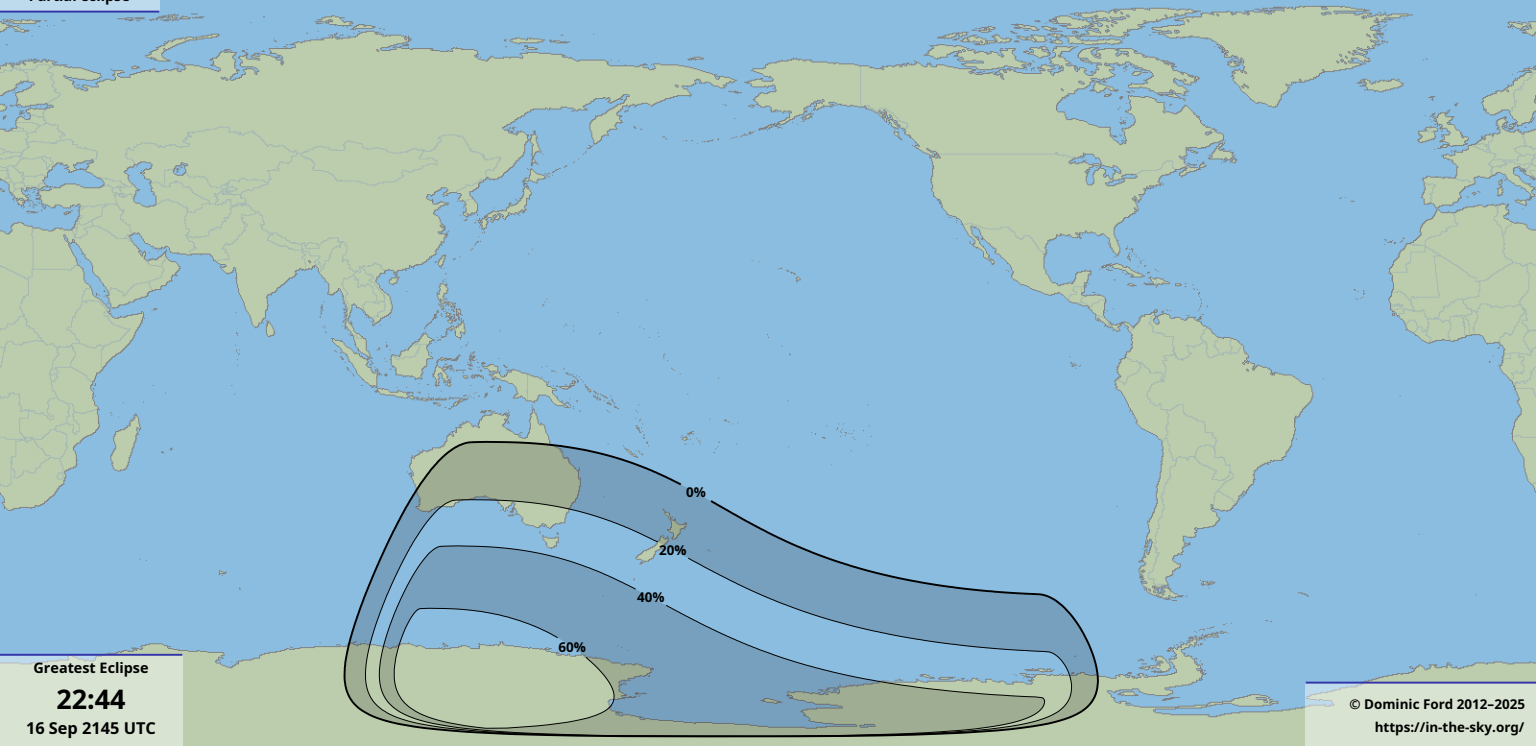 0%
20%
40%
60%
Greatest Eclipse
22:44
16 Sep 2145 UTC
© Dominic Ford 2012–2025
https://in-the-sky.org/